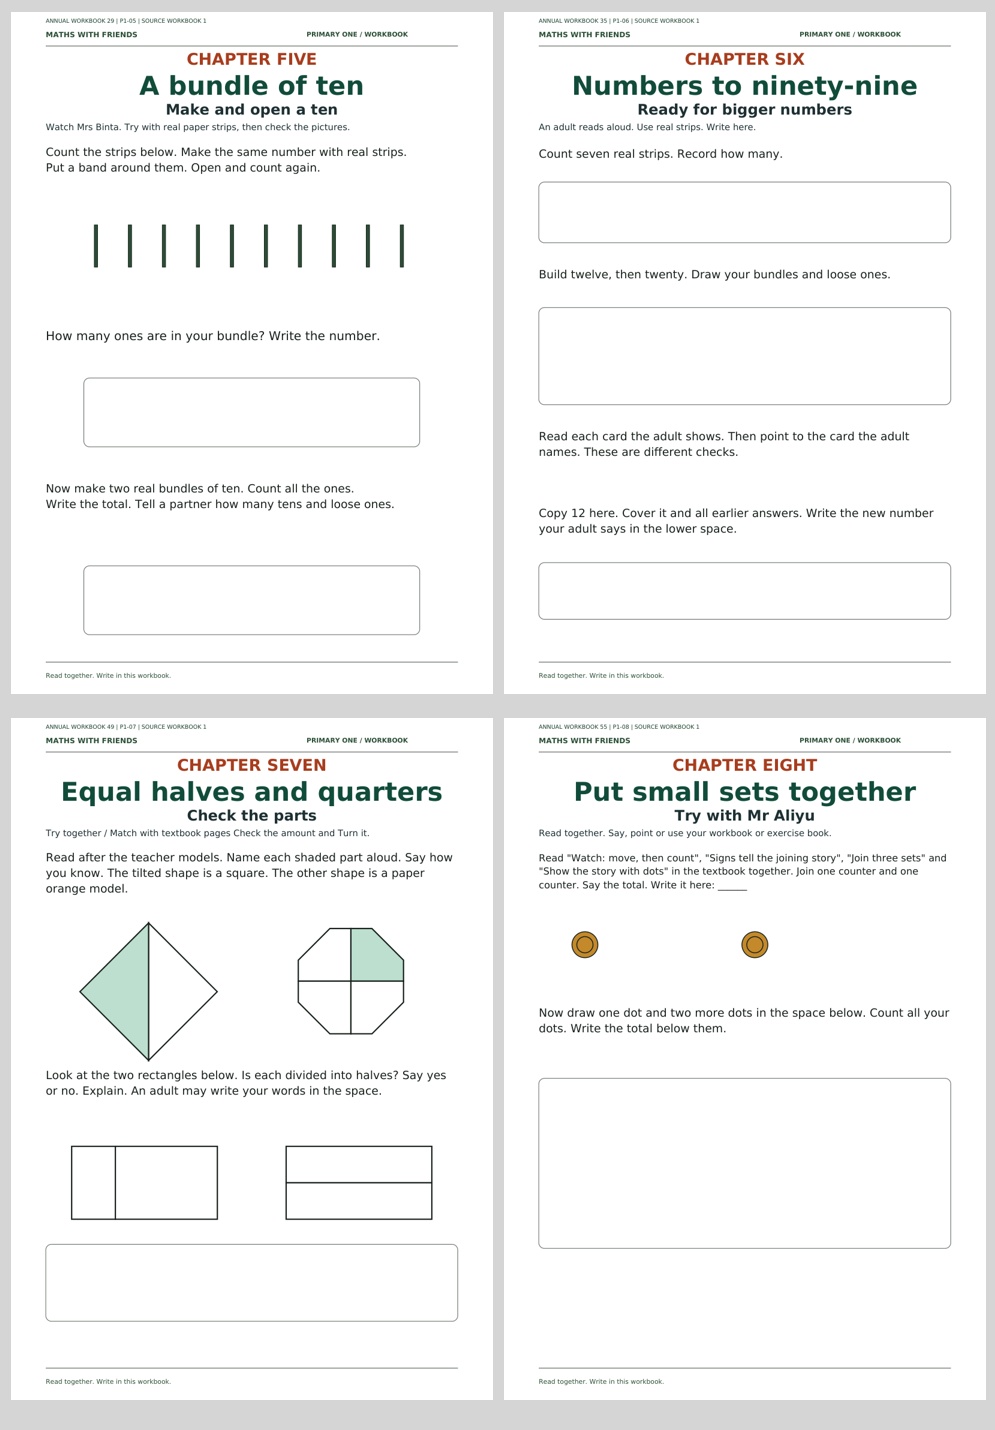 ANNUAL WORKBOOK 29 | P1-05 | SOURCE WORKBOOK 1
MATHS WITH FRIENDS
PRIMARY ONE / WORKBOOK
CHAPTER FIVE
A bundle of ten
Make and open a ten
Watch Mrs Binta. Try with real paper strips, then check the pictures.
Count the strips below. Make the same number with real strips.
Put a band around them. Open and count again.
How many ones are in your bundle? Write the number.
Now make two real bundles of ten. Count all the ones.
Write the total. Tell a partner how many tens and loose ones.
Read together. Write in this workbook.
ANNUAL WORKBOOK 35 | P1-06 | SOURCE WORKBOOK 1
MATHS WITH FRIENDS
PRIMARY ONE / WORKBOOK
CHAPTER SIX
Numbers to ninety-nine
Ready for bigger numbers
An adult reads aloud. Use real strips. Write here.
Count seven real strips. Record how many.
Build twelve, then twenty. Draw your bundles and loose ones.
Read each card the adult shows. Then point to the card the adult
names. These are different checks.
Copy 12 here. Cover it and all earlier answers. Write the new number
your adult says in the lower space.
Read together. Write in this workbook.
ANNUAL WORKBOOK 49 | P1-07 | SOURCE WORKBOOK 1
MATHS WITH FRIENDS
PRIMARY ONE / WORKBOOK
CHAPTER SEVEN
Equal halves and quarters
Check the parts
Try together / Match with textbook pages Check the amount and Turn it.
Read after the teacher models. Name each shaded part aloud. Say how
you know. The tilted shape is a square. The other shape is a paper
orange model.
Look at the two rectangles below. Is each divided into halves? Say yes
or no. Explain. An adult may write your words in the space.
Read together. Write in this workbook.
ANNUAL WORKBOOK 55 | P1-08 | SOURCE WORKBOOK 1
MATHS WITH FRIENDS
PRIMARY ONE / WORKBOOK
CHAPTER EIGHT
Put small sets together
Try with Mr Aliyu
Read together. Say, point or use your workbook or exercise book.
Read "Watch: move, then count", "Signs tell the joining story", "Join three sets" and
"Show the story with dots" in the textbook together. Join one counter and one
counter. Say the total. Write it here: ______
Now draw one dot and two more dots in the space below. Count all your
dots. Write the total below them.
Read together. Write in this workbook.